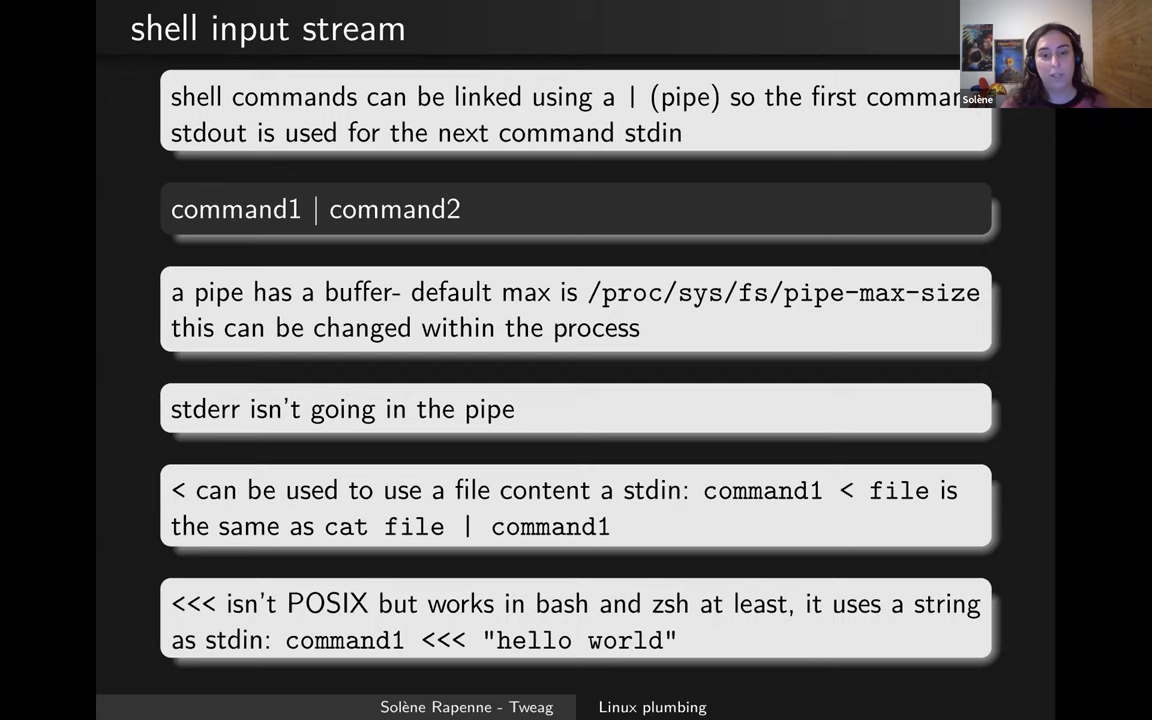 shell input stream
shell commands can be linked using a | (pipe) so the first comman
stdout is used for the next command stdin
Solène
command1 | command2
a pipe has a buffer- default max is /proc/sys/fs/pipe-max-size
this can be changed within the process
stderr isn't going in the pipe
< can be used to use a file content a stdin: command1 < file is
the same as cat file | command1
<<< isn't POSIX but works in bash and zsh at least, it uses a string
as stdin: command1 <<< "hello world"
Solène Rapenne - Tweag
Linux plumbing